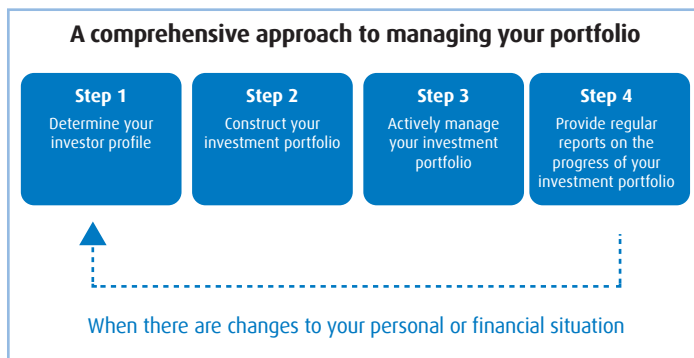 A comprehensive approach to managing your portfolio
Step 1
Determine your
investor profile
Step 2
Construct your
investment portfolio
Step 3
Actively manage
your investment
portfolio
Step 4
Provide regular
reports on the
progress of your
investment portfolio
When there are changes to your personal or financial situation